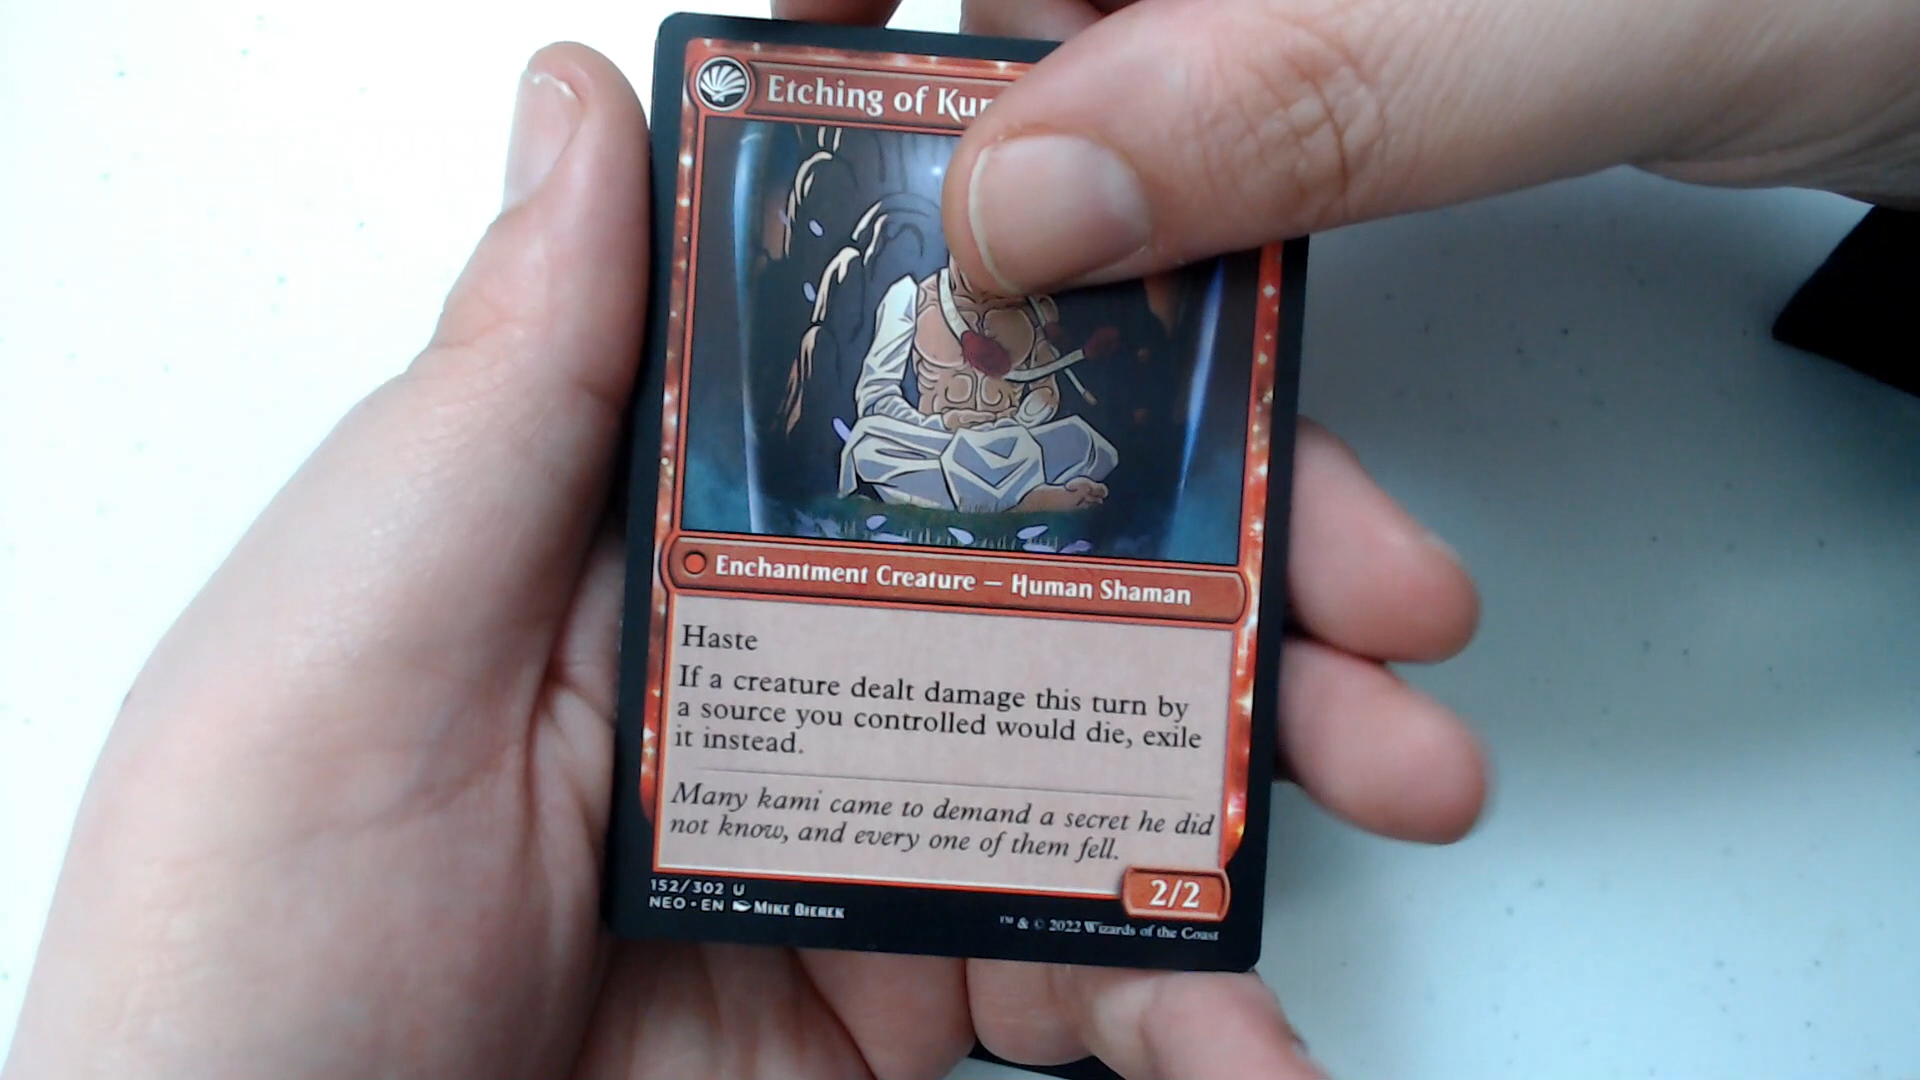 Etching of
Enchantment Creature — Human Shaman
Haste
If a creature dealt damage this turn by
a source you controlled would die, exile
it instead.
Many kami came to demand a secret he did
not know, and every one of them fell.
2/2
152/302 U
NEO • EN Mike Bierek
™ & © 2022 Wizards of the Coast